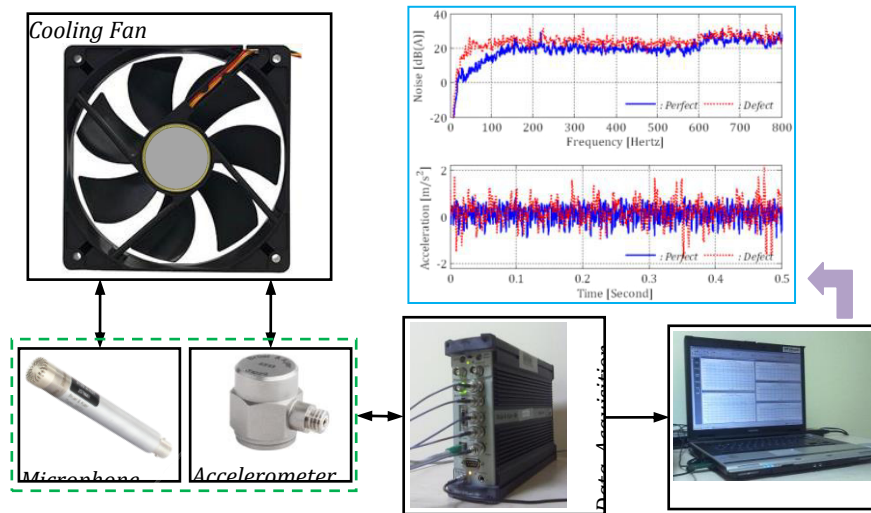 Cooling Fan
Noise [dB(A)]
40
20
0
-20
: Perfect
: Defect
0 100 200 300 400 500 600 700 800
Frequency [Hertz]
Acceleration [m/s²]
2
0
-2
: Perfect
: Defect
0 0.1 0.2 0.3 0.4 0.5
Time [Second]
Microphone
Accelerometer
Data Acquisition